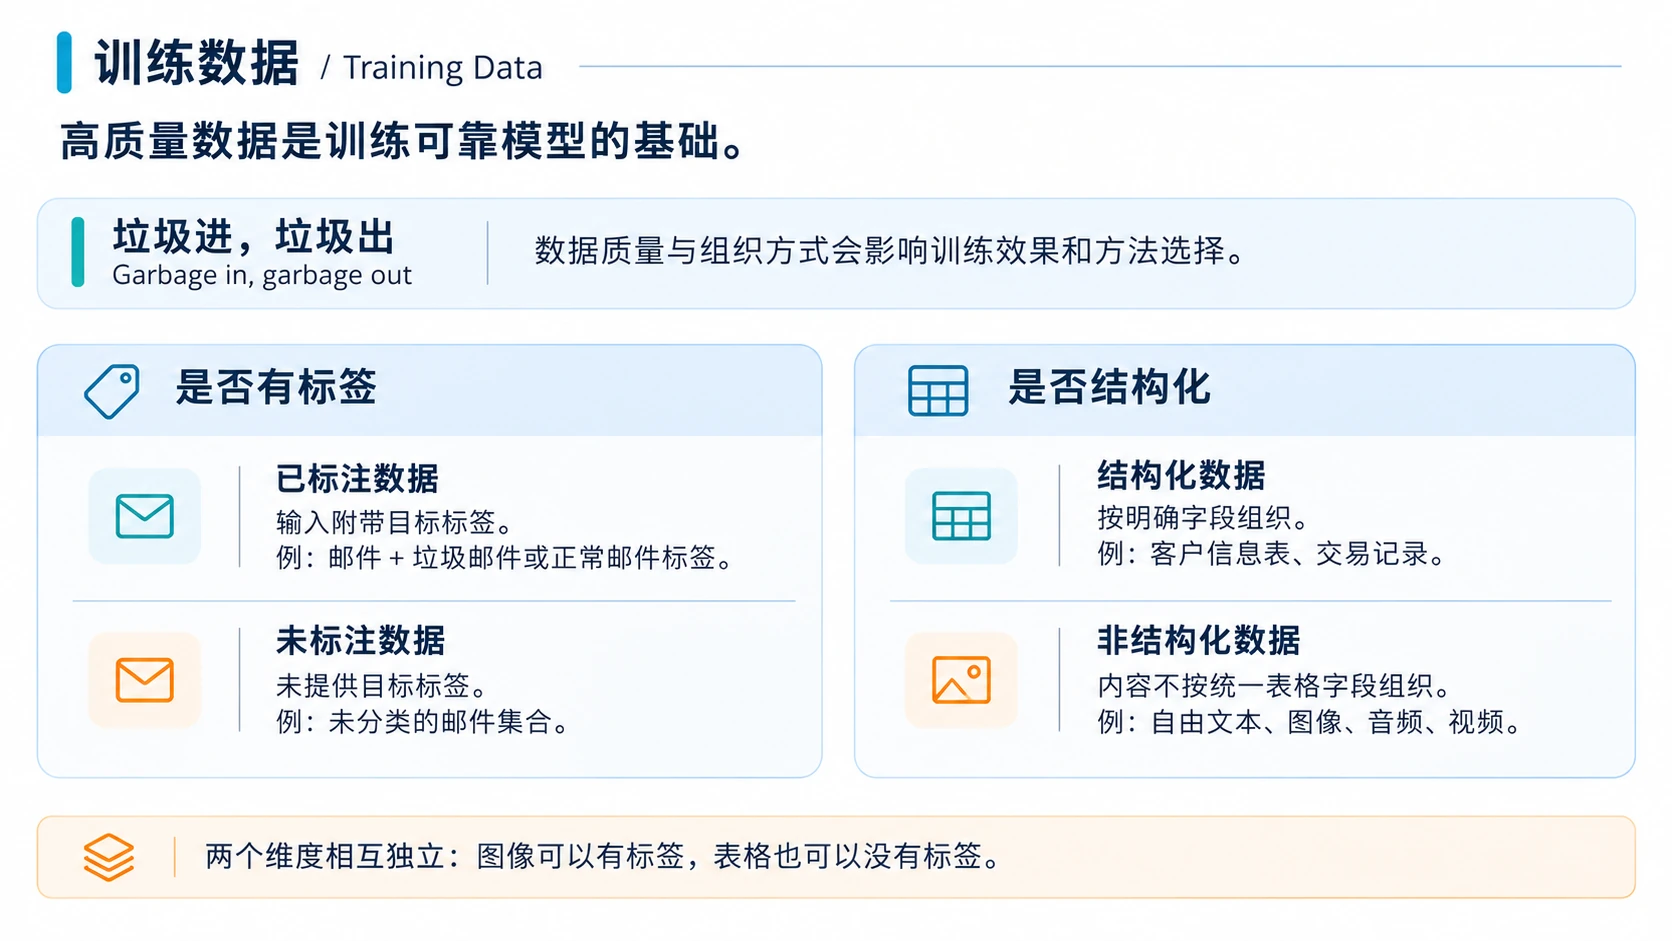 训练数据 / Training Data
高质量数据是训练可靠模型的基础。
垃圾进，垃圾出
Garbage in, garbage out
数据质量与组织方式会影响训练效果和方法选择。
是否有标签
已标注数据
输入附带目标标签。
例：邮件 + 垃圾邮件或正常邮件标签。
未标注数据
未提供目标标签。
例：未分类的邮件集合。
是否结构化
结构化数据
按明确字段组织。
例：客户信息表、交易记录。
非结构化数据
内容不按统一表格字段组织。
例：自由文本、图像、音频、视频。
两个维度相互独立：图像可以有标签，表格也可以没有标签。